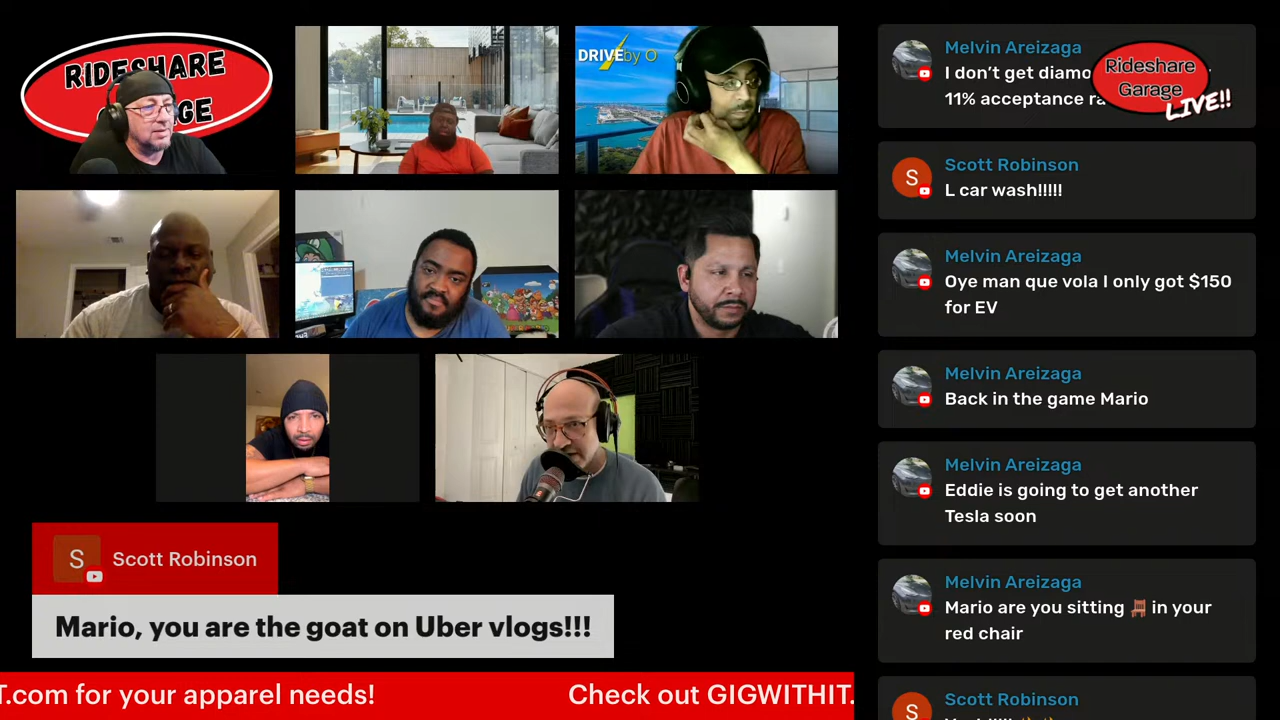 RIDESHARE
GE
DRIVE by O
Scott Robinson
S
Mario, you are the goat on Uber vlogs!!!
T.com for your apparel needs!
Check out GIGWITHIT.
Melvin Areizaga
I don’t get diamo
11% acceptance ra
Rideshare
Garage
LIVE!!
Scott Robinson
S
L car wash!!!!!
Melvin Areizaga
Oye man que vola I only got $150
for EV
Melvin Areizaga
Back in the game Mario
Melvin Areizaga
Eddie is going to get another
Tesla soon
Melvin Areizaga
Mario are you sitting 🪑 in your
red chair
Scott Robinson
S